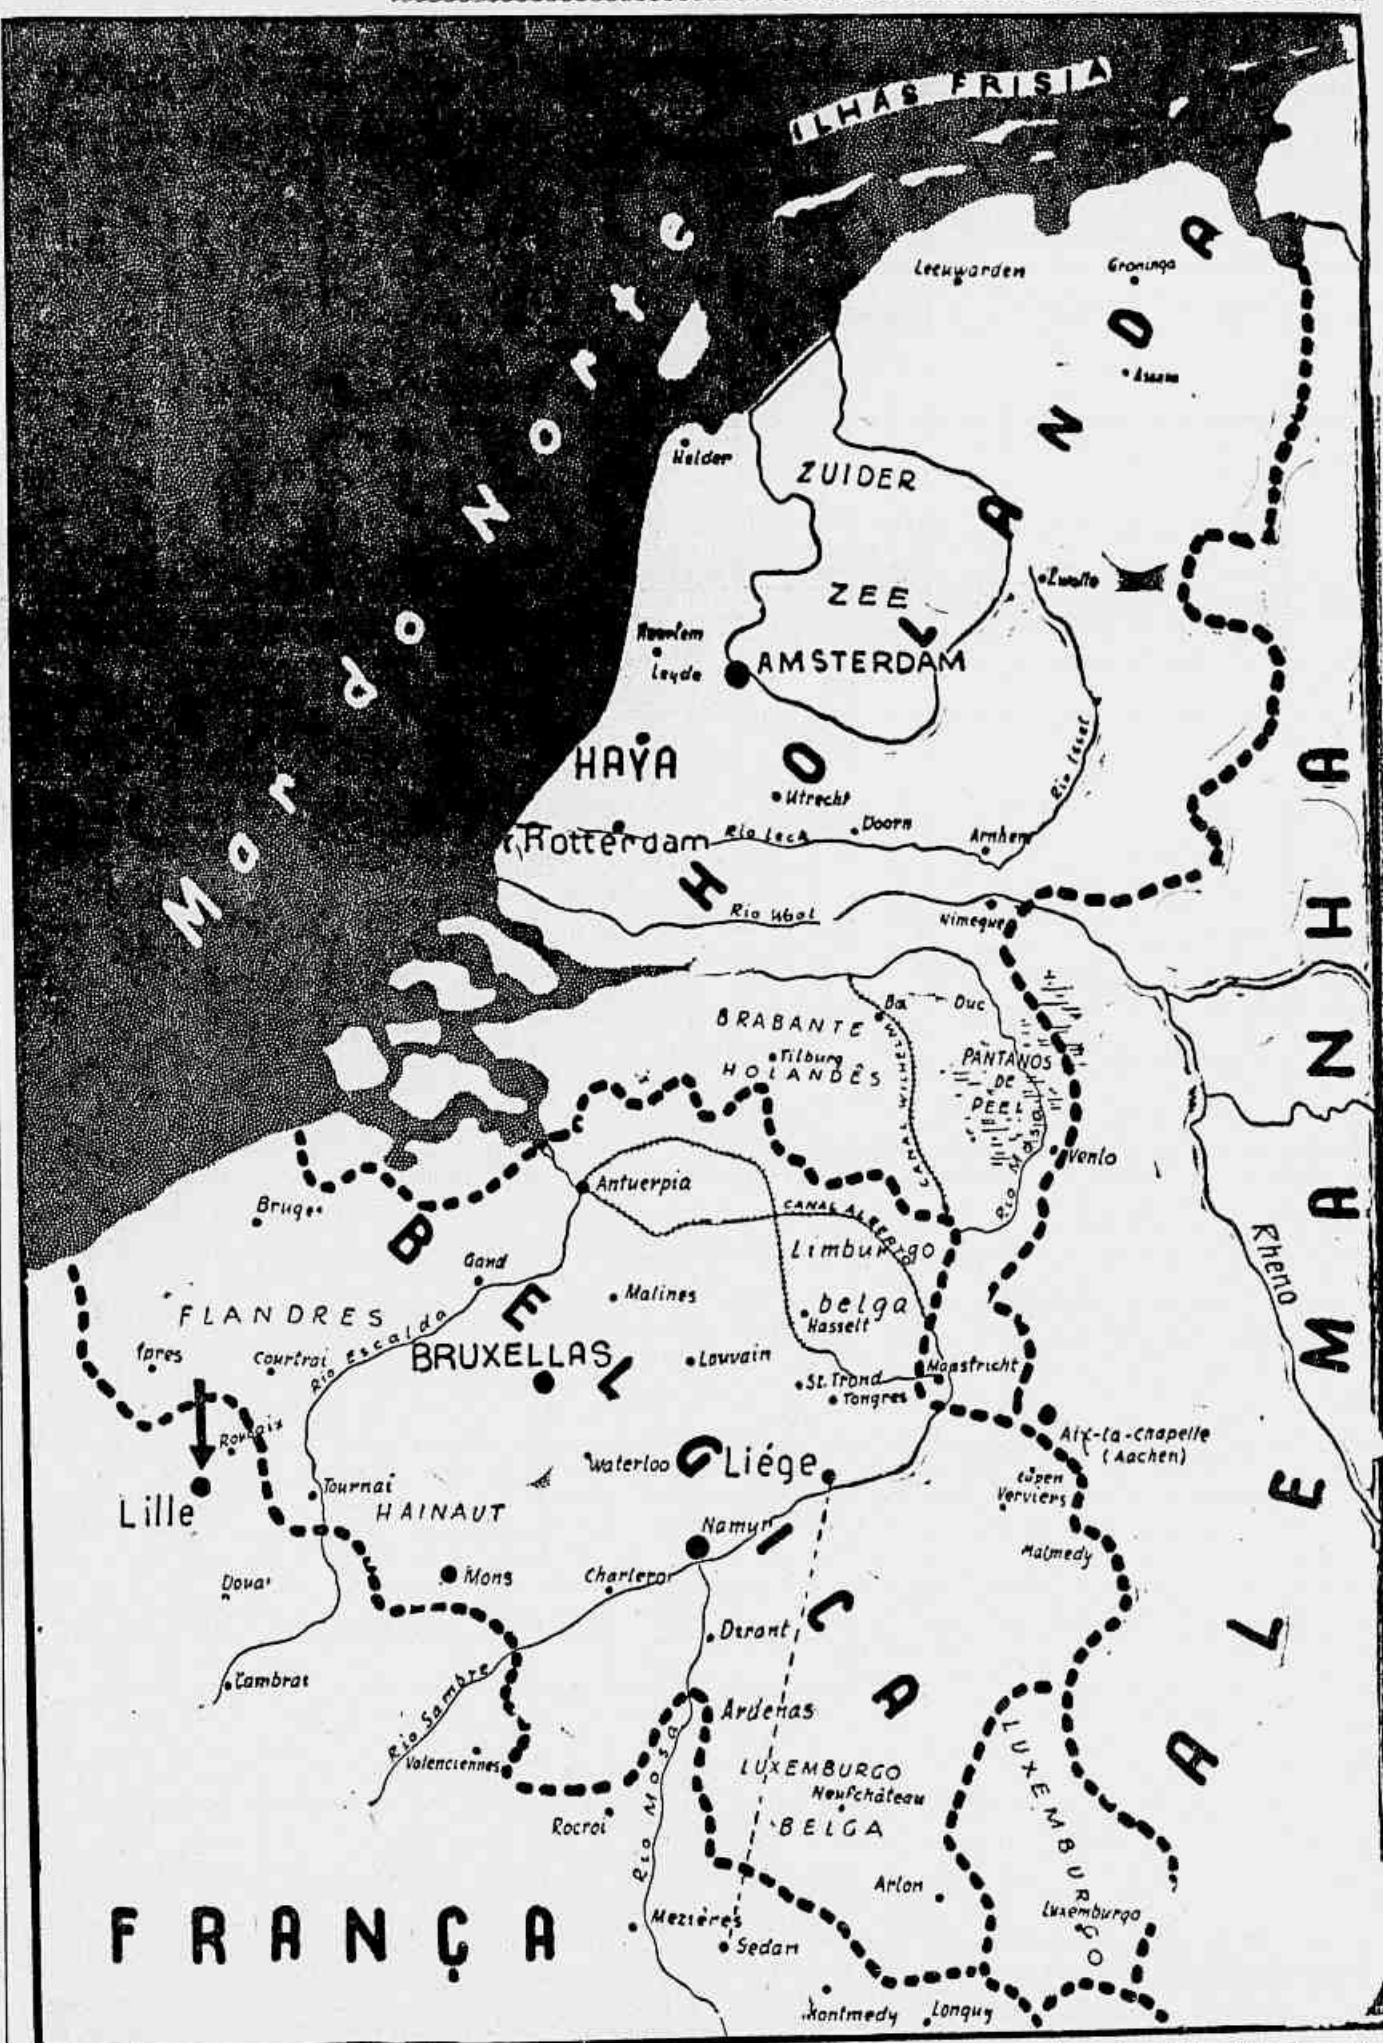 ILHAS FRISIA
Mar do Norte
Leeuwarden
Groninga
Assen
HOLANDA
Helder
ZUIDER
ZEE
Zwolle
Haarlem
Leyde
AMSTERDAM
HAYA
Utrecht
Rio Issel
Doorn
Rotterdam
Rio Leck
Arnhem
Rio Waal
Nimegue
ALEMANHA
BRABANTE
HOLANDÊS
Tilburg
Duc
CANAL WILHELM
PANTANOS
DE
PEEL
Rio Mosa
Venlo
Antuerpia
CANAL ALBERTO
Bruges
BELGICA
Gand
Limburgo
belga
Hasselt
Malines
Rheno
FLANDRES
Ipres
Courtrai
Rio Escalda
BRUXELLAS
Louvain
St. Trond
Tongres
Maastricht
Aix-la-chapelle
(Aachen)
Roubaix
Waterloo
Liége
Eupen
Verviers
Lille
Tournai
HAINAUT
Namur
Malmedy
Douai
Mons
Charleroi
Dinant
Cambrai
Rio Sambre
Ardenas
Valenciennes
LUXEMBURGO
BELGA
Neufchâteau
Rocroi
Rio Mosa
Arlon
LUXEMBURGO
Luxemburgo
FRANÇA
Mezières
Sedan
Montmedy
Longuy